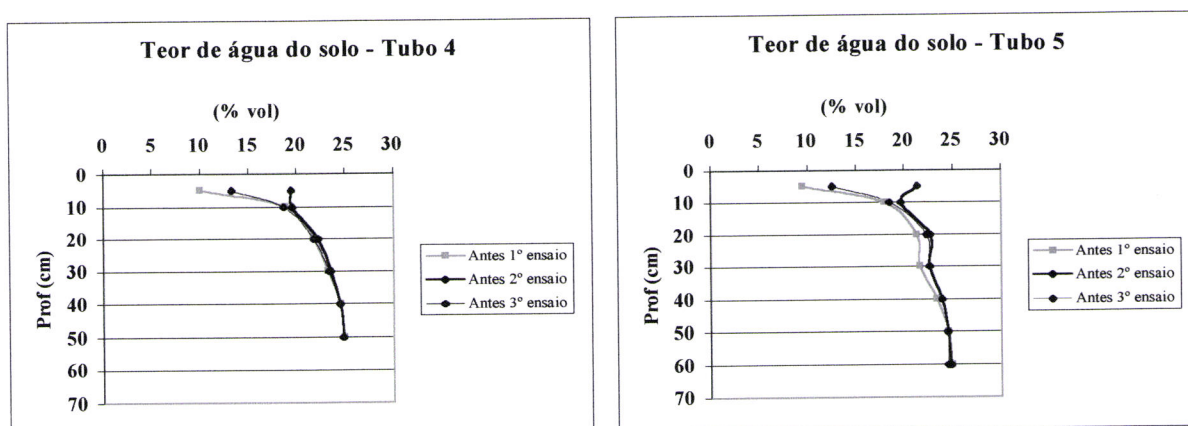 Teor de água do solo - Tubo 4
(% vol)
0 5 10 15 20 25 30
0
10
20
30
40
50
60
70
Prof (cm)
Antes 1º ensaio
Antes 2º ensaio
Antes 3º ensaio
Teor de água do solo - Tubo 5
(% vol)
0 5 10 15 20 25 30
0
10
20
30
40
50
60
70
Prof (cm)
Antes 1º ensaio
Antes 2º ensaio
Antes 3º ensaio